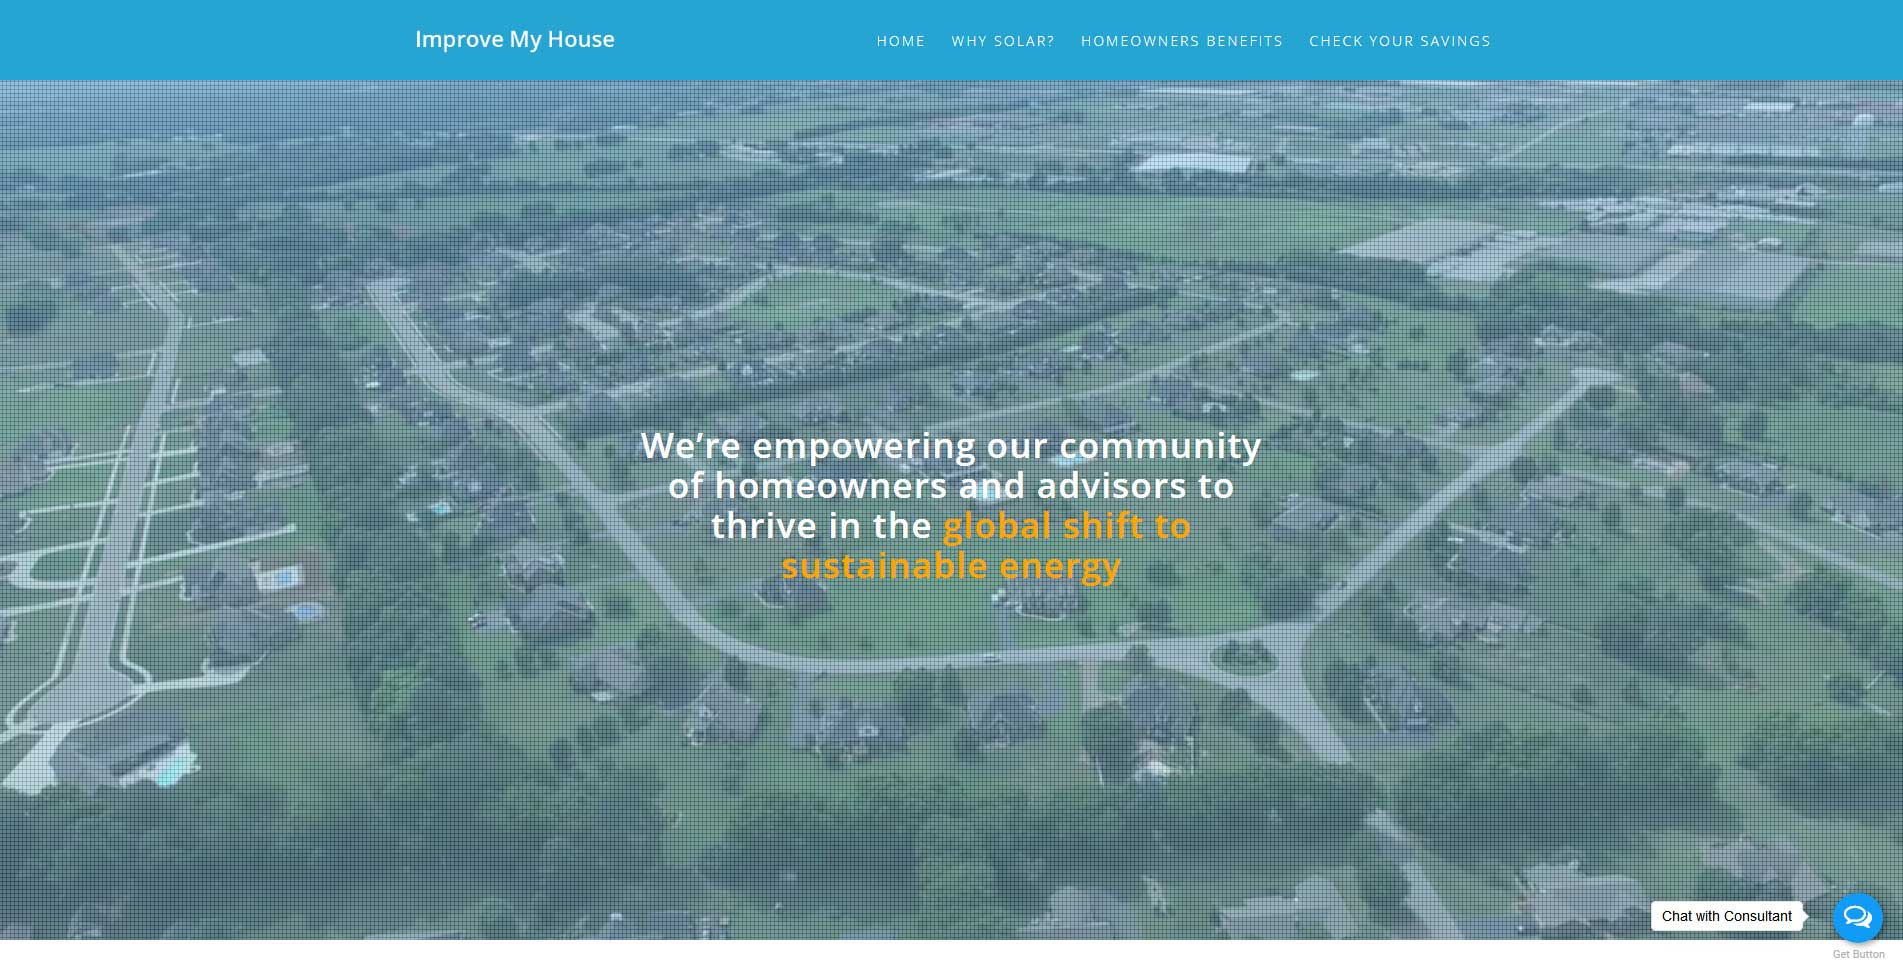 Improve My House
HOME WHY SOLAR? HOMEOWNERS BENEFITS CHECK YOUR SAVINGS
We’re empowering our community
of homeowners and advisors to
thrive in the global shift to
sustainable energy
Chat with Consultant
Get Button